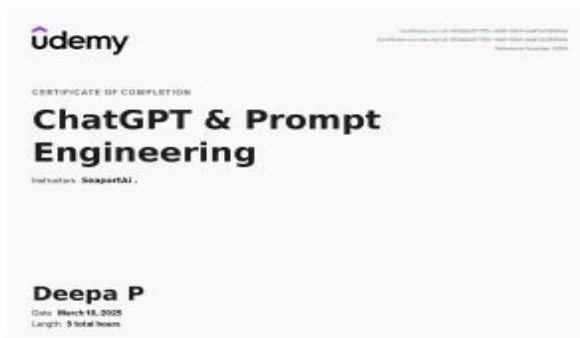 ûdemy
CERTIFICATE OF COMPLETION
ChatGPT & Prompt
Engineering
Instructors SeaportAi .
Deepa P
Date March 18, 2025
Length 5 total hours